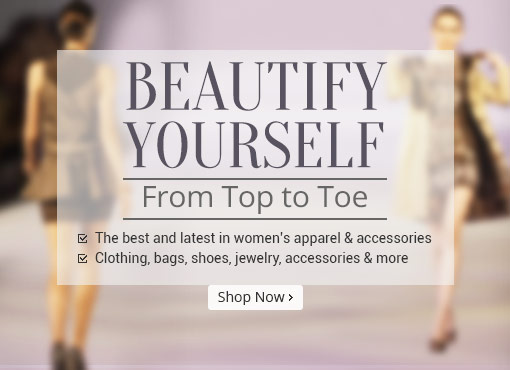 BEAUTIFY
YOURSELF
From Top to Toe
The best and latest in women's apparel & accessories
Clothing, bags, shoes, jewelry, accessories & more
Shop Now ›